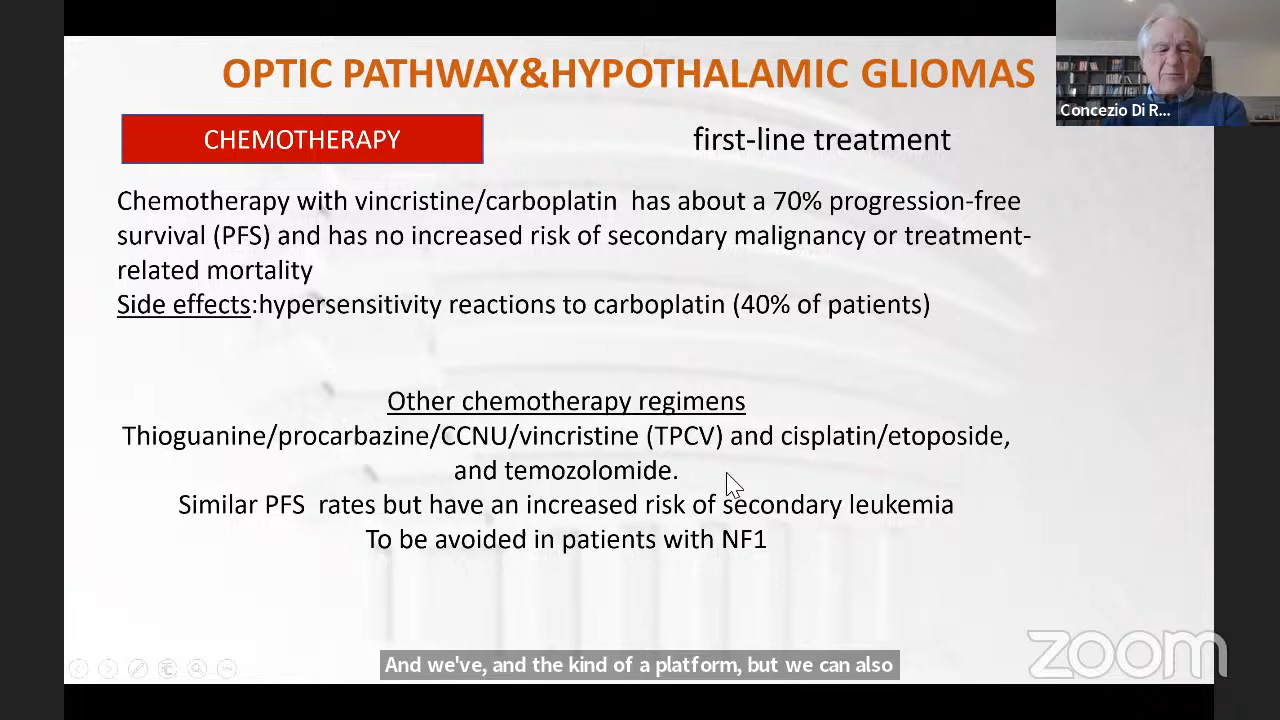 OPTIC PATHWAY&HYPOTHALAMIC GLIOMAS
Concezio Di R...
CHEMOTHERAPY
first-line treatment
Chemotherapy with vincristine/carboplatin has about a 70% progression-free
survival (PFS) and has no increased risk of secondary malignancy or treatment-
related mortality
Side effects:hypersensitivity reactions to carboplatin (40% of patients)
Other chemotherapy regimens
Thioguanine/procarbazine/CCNU/vincristine (TPCV) and cisplatin/etoposide,
and temozolomide.
Similar PFS rates but have an increased risk of secondary leukemia
To be avoided in patients with NF1
zoom
And we've, and the kind of a platform, but we can also